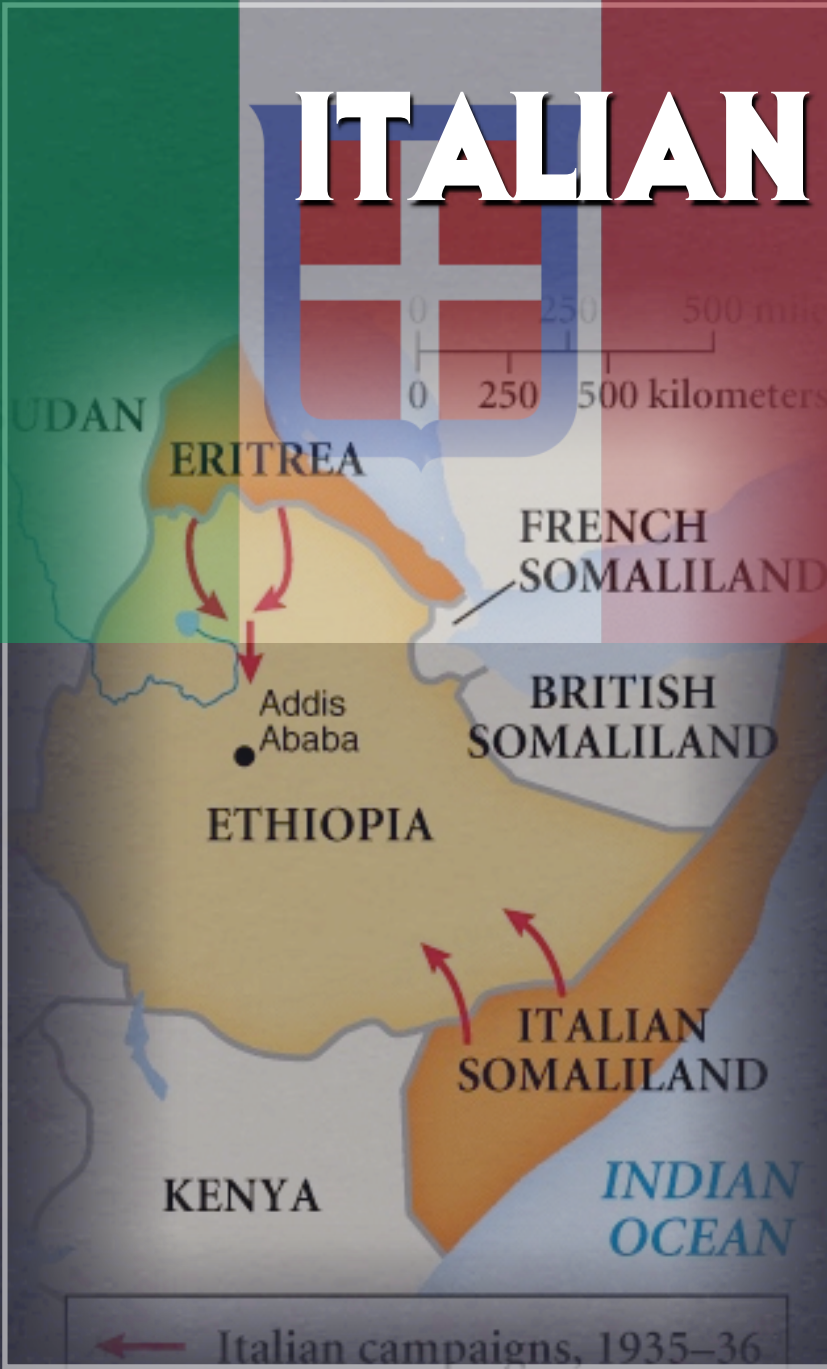 ITALIAN
0 250 500 mile
0 250 500 kilometers
UDAN
ERITREA
FRENCH
SOMALILAND
BRITISH
SOMALILAND
Addis
Ababa
ETHIOPIA
ITALIAN
SOMALILAND
KENYA
INDIAN
OCEAN
Italian campaigns, 1935–36